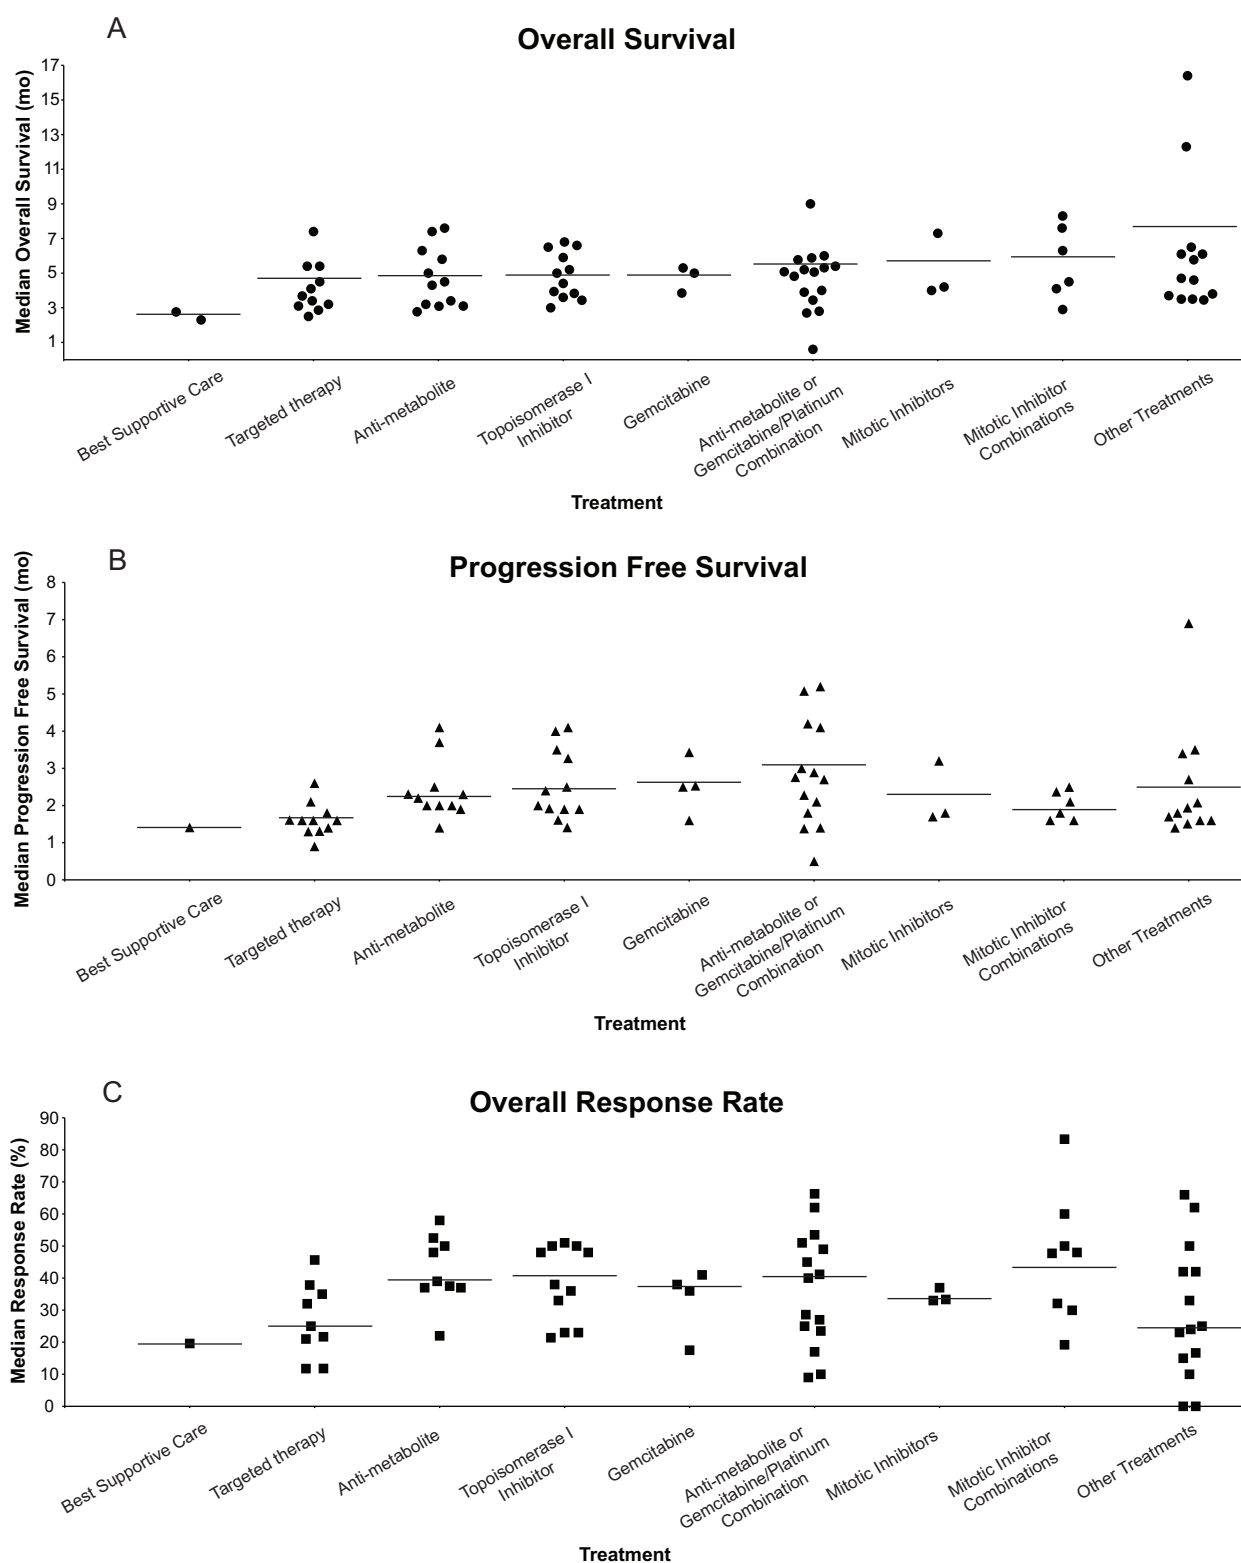 A
Overall Survival
Median Overall Survival (mo)
17
15
13
11
9
7
5
3
1
Best Supportive Care
Targeted therapy
Anti-metabolite
Topoisomerase I
Inhibitor
Gemcitabine
Anti-metabolite or
Gemcitabine/Platinum
Combination
Mitotic Inhibitors
Mitotic Inhibitor
Combinations
Other Treatments
Treatment
B
Progression Free Survival
Median Progression Free Survival (mo)
8
7
6
5
4
3
2
1
0
Best Supportive Care
Targeted therapy
Anti-metabolite
Topoisomerase I
Inhibitor
Gemcitabine
Anti-metabolite or
Gemcitabine/Platinum
Combination
Mitotic Inhibitors
Mitotic Inhibitor
Combinations
Other Treatments
Treatment
C
Overall Response Rate
Median Response Rate (%)
90
80
70
60
50
40
30
20
10
0
Best Supportive Care
Targeted therapy
Anti-metabolite
Topoisomerase I
Inhibitor
Gemcitabine
Anti-metabolite or
Gemcitabine/Platinum
Combination
Mitotic Inhibitors
Mitotic Inhibitor
Combinations
Other Treatments
Treatment